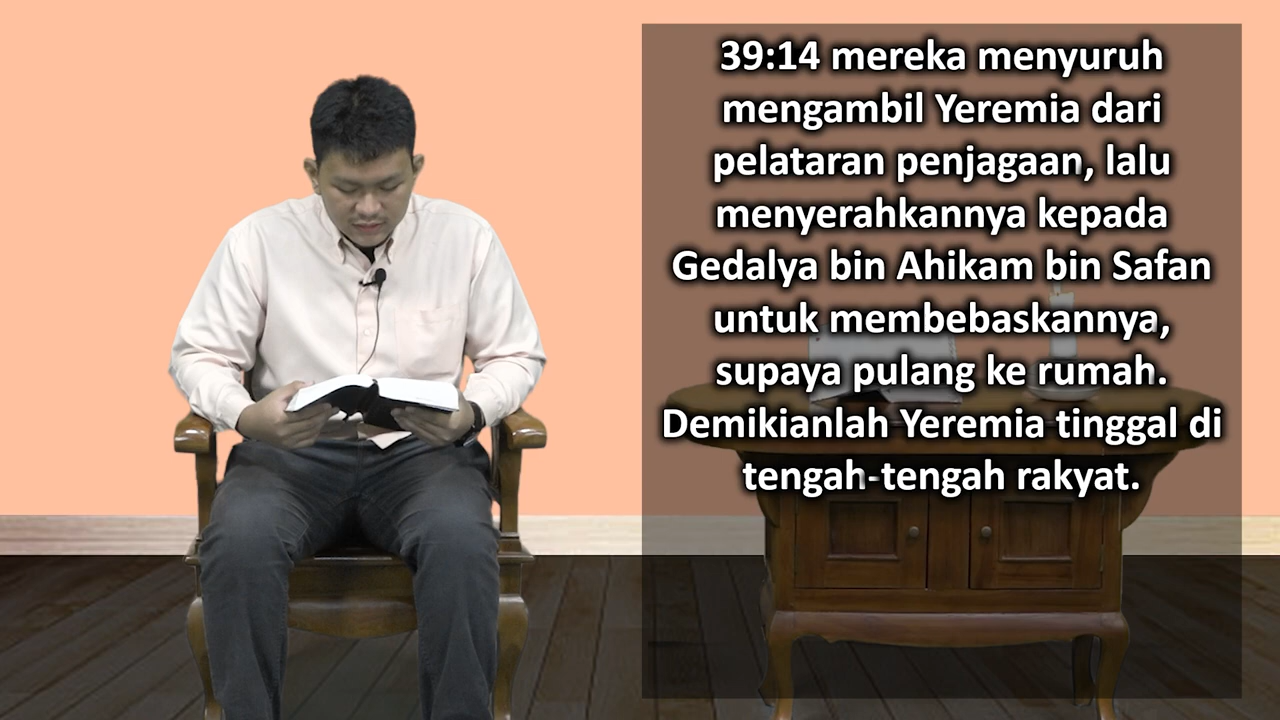 39:14 mereka menyuruh
mengambil Yeremia dari
pelataran penjagaan, lalu
menyerahkannya kepada
Gedalya bin Ahikam bin Safan
untuk membebaskannya,
supaya pulang ke rumah.
Demikianlah Yeremia tinggal di
tengah-tengah rakyat.